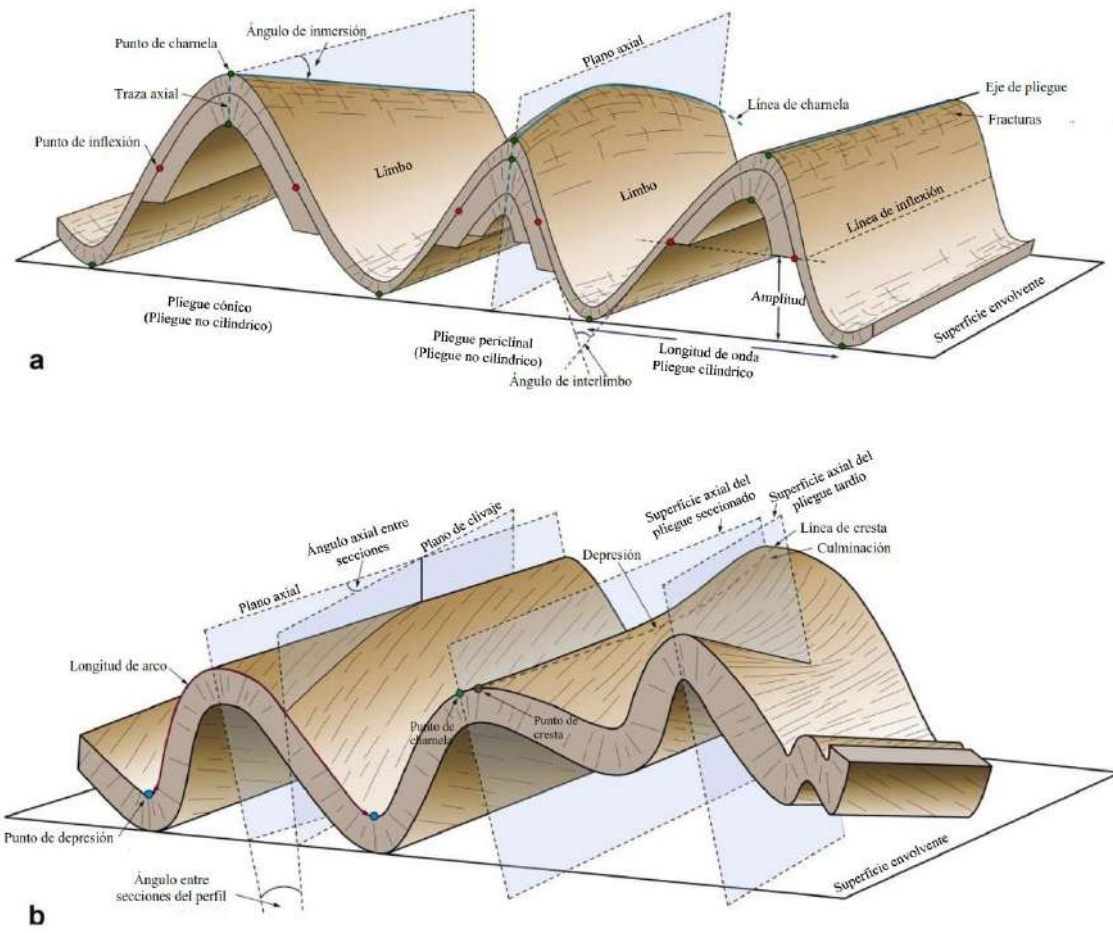 Punto de charnela
Ángulo de inmersión
Traza axial
Punto de inflexión
Limbo
Plano axial
Línea de charnela
Limbo
Eje de pliegue
Fracturas
Línea de inflexión
Amplitud
Superficie envolvente
Pliegue cónico
(Pliegue no cilíndrico)
Pliegue periclinal
(Pliegue no cilíndrico)
Longitud de onda
Pliegue cilíndrico
Ángulo de interlimbo
a
Superficie axial del
pliegue seccionado
Superficie axial del
pliegue tardío
Ángulo axial entre
secciones
Plano de clivaje
Plano axial
Depresión
Línea de cresta
Culminación
Longitud de arco
Punto de
charnela
Punto de
cresta
Punto de depresión
Ángulo entre
secciones del perfil
Superficie envolvente
b